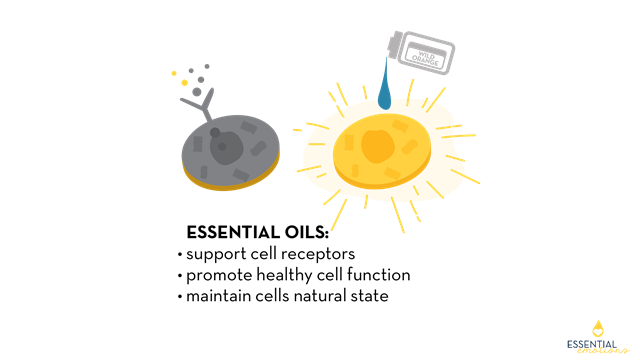 WILD
ORANGE
ESSENTIAL OILS:
• support cell receptors
• promote healthy cell function
• maintain cells natural state
ESSENTIAL
emotions